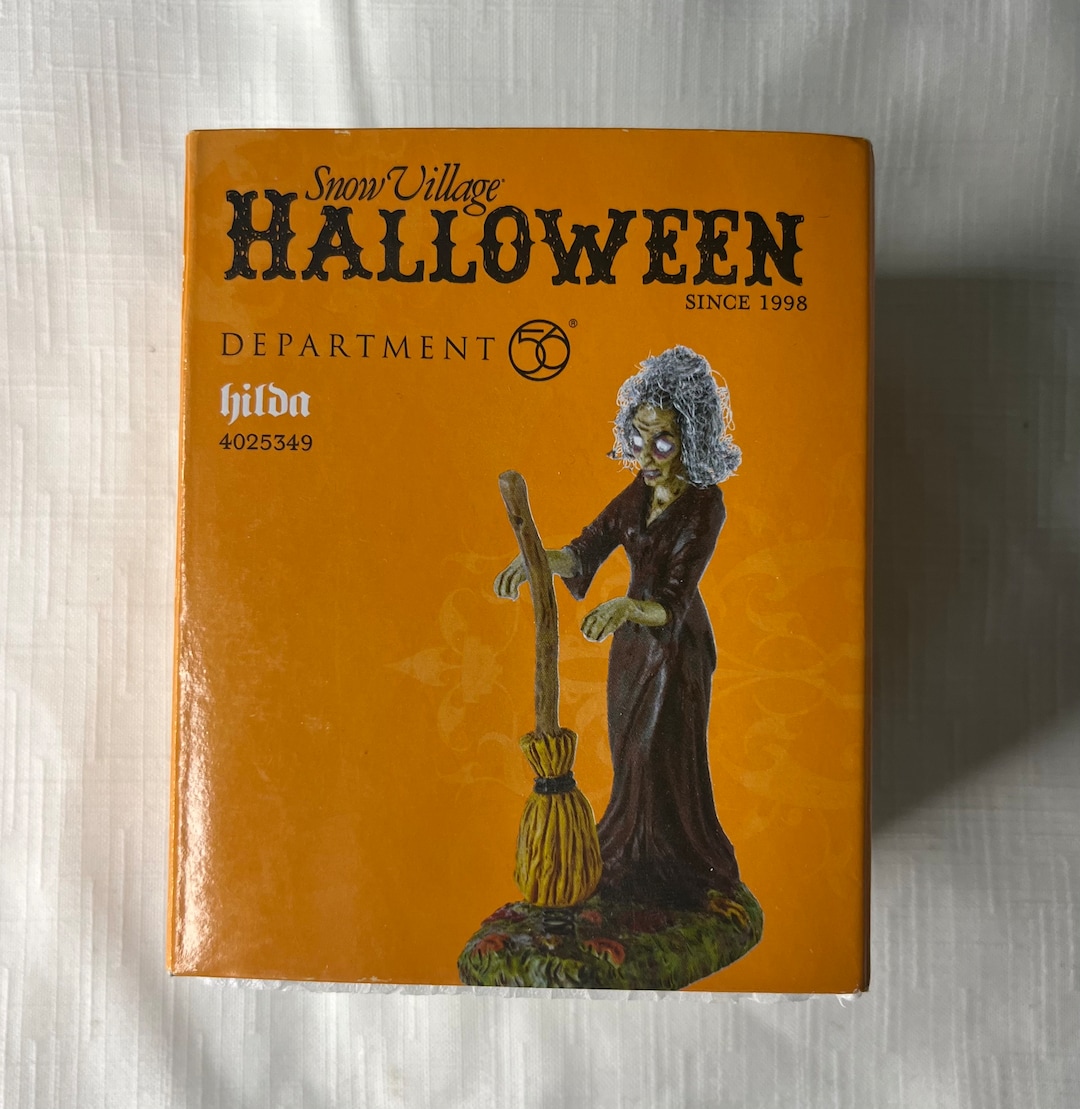 Snow Village
HALLOWEEN
SINCE 1998
DEPARTMENT 56®
hilda
4025349